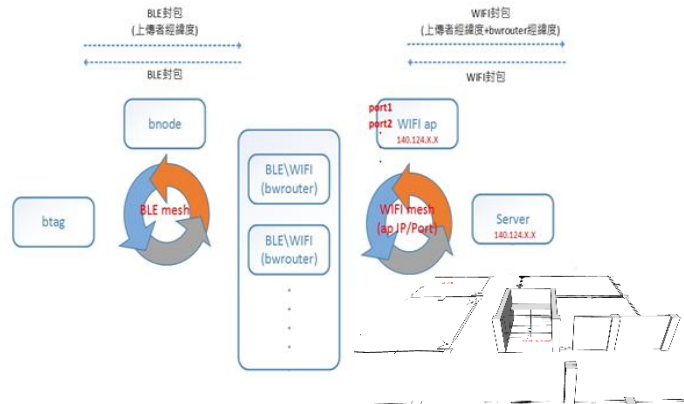 BLE封包
(上傳者經緯度)
BLE封包
WIFI封包
(上傳者經緯度+bwrouter經緯度)
WIFI封包
bnode
port1
port2
WIFI ap
140.124.X.X
BLE\WIFI
(bwrouter)
btag
BLE mesh
WIFI mesh
(ap IP/Port)
Server
140.124.X.X
BLE\WIFI
(bwrouter)